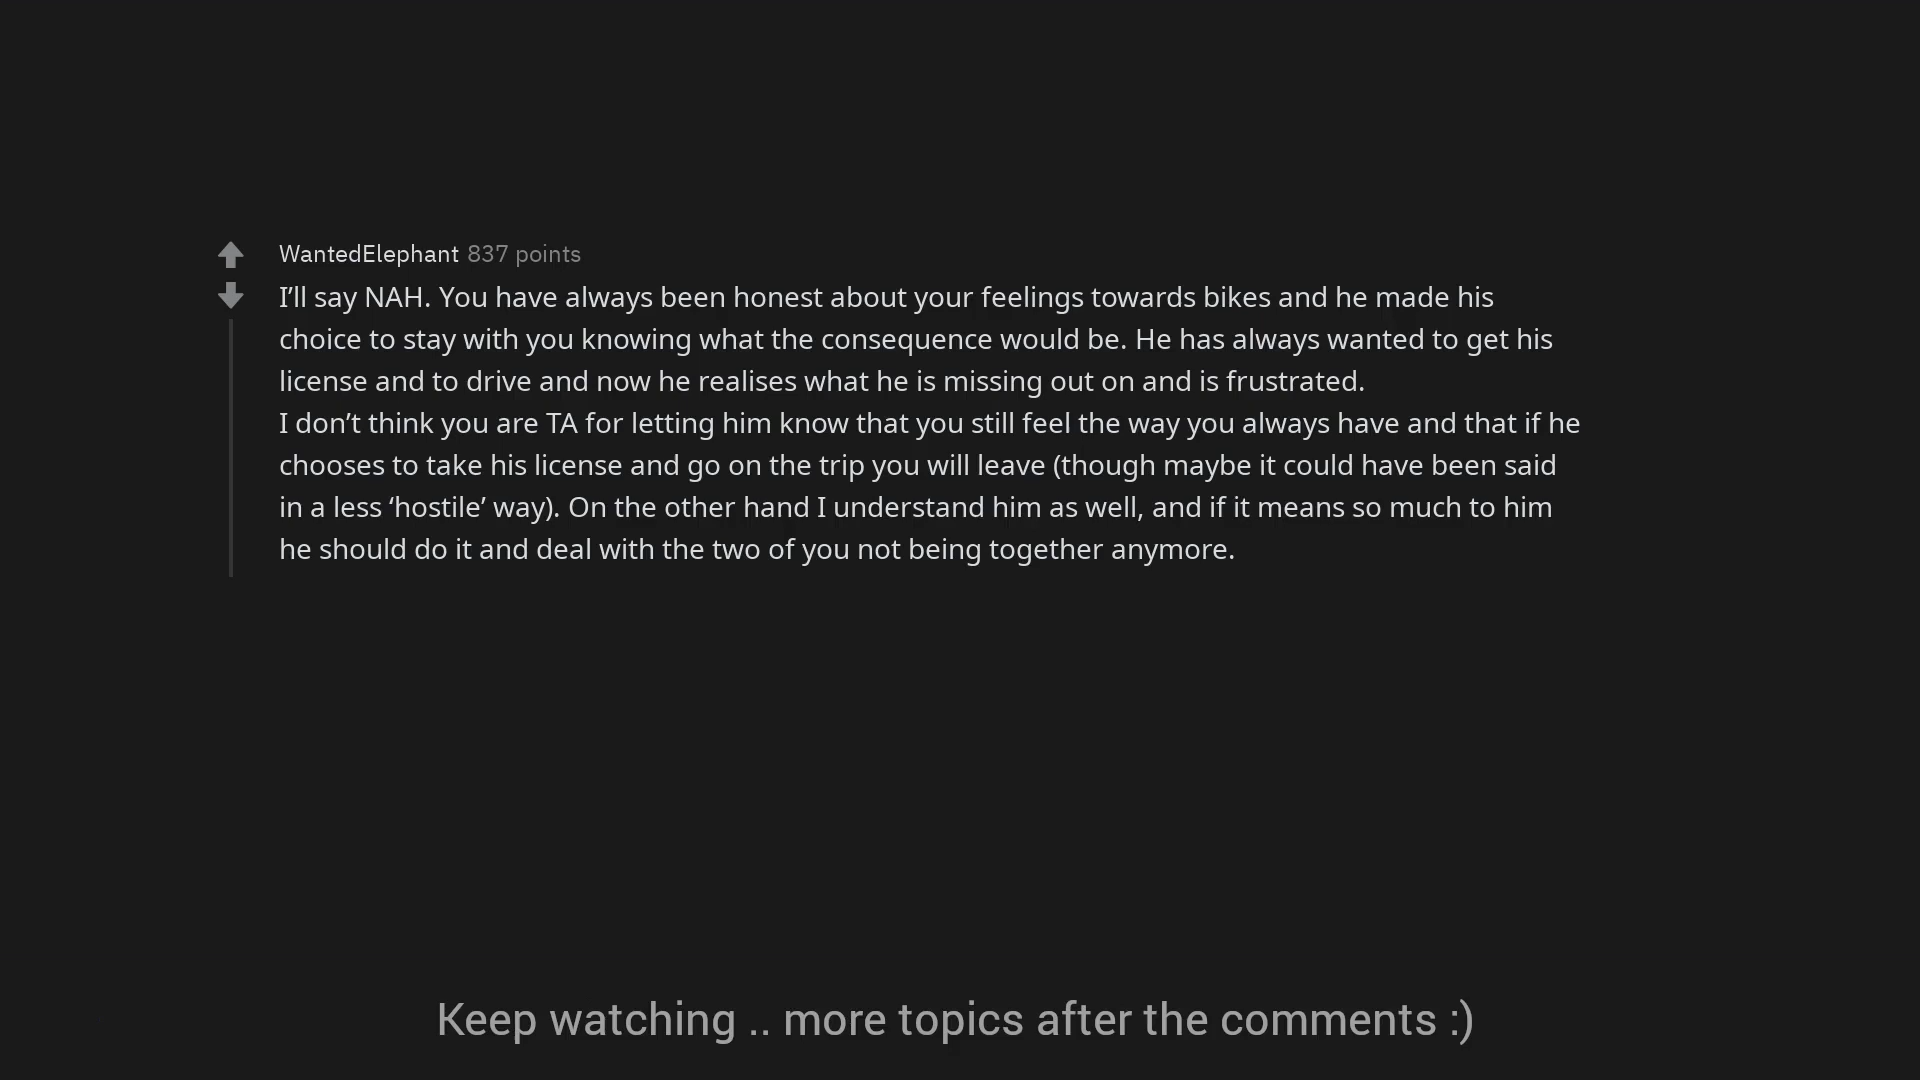 WantedElephant 837 points
I’ll say NAH. You have always been honest about your feelings towards bikes and he made his
choice to stay with you knowing what the consequence would be. He has always wanted to get his
license and to drive and now he realises what he is missing out on and is frustrated.
I don’t think you are TA for letting him know that you still feel the way you always have and that if he
chooses to take his license and go on the trip you will leave (though maybe it could have been said
in a less ‘hostile’ way). On the other hand I understand him as well, and if it means so much to him
he should do it and deal with the two of you not being together anymore.
Keep watching .. more topics after the comments :)